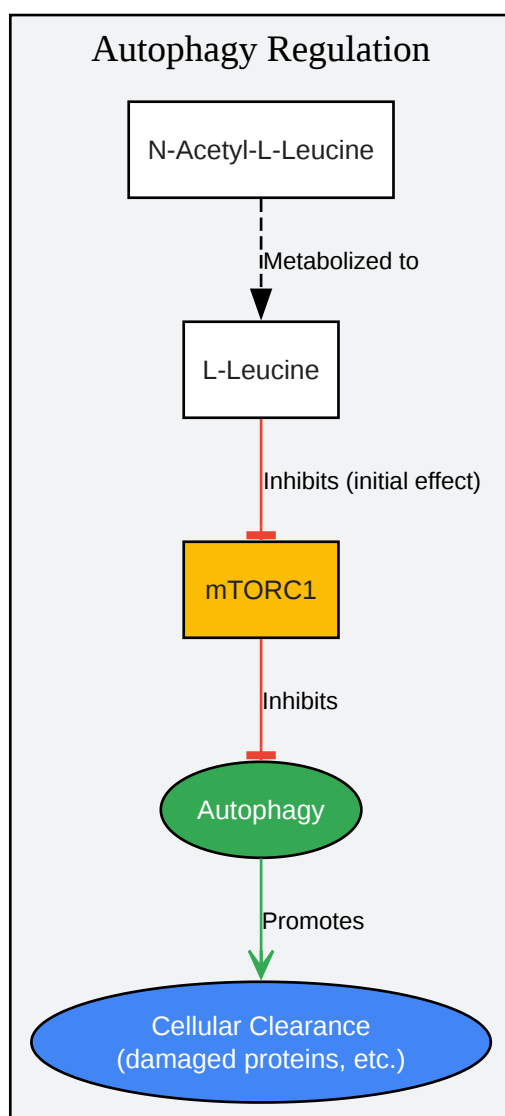 Autophagy Regulation
N-Acetyl-L-Leucine
Metabolized to
L-Leucine
Inhibits (initial effect)
mTORC1
Inhibits
Autophagy
Promotes
Cellular Clearance
(damaged proteins, etc.)